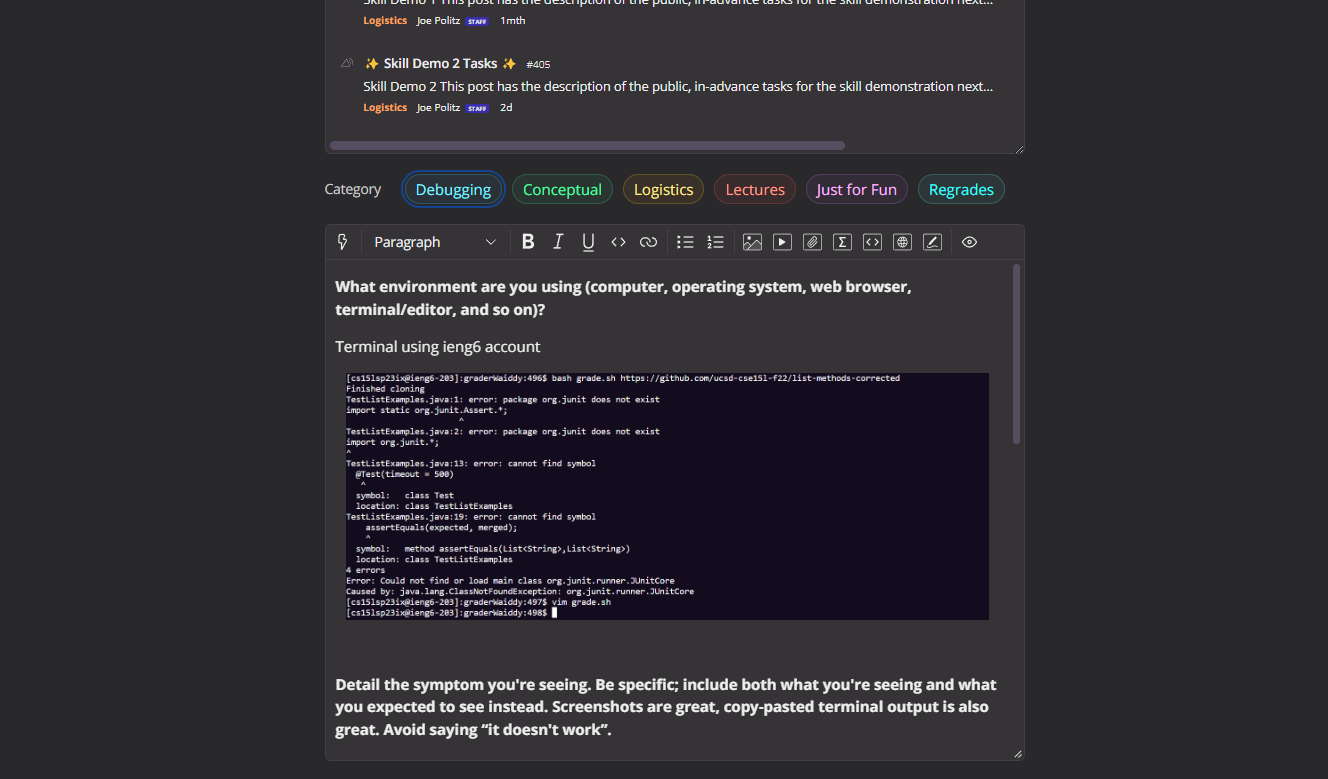 Skill Demo 1 This post has the description of the public, in-advance tasks for the skill demonstration next...
Logistics Joe Politz STAFF 1mth
✨ Skill Demo 2 Tasks ✨ #405
Skill Demo 2 This post has the description of the public, in-advance tasks for the skill demonstration next...
Logistics Joe Politz STAFF 2d
Category Debugging Conceptual Logistics Lectures Just for Fun Regrades
Paragraph B I U
What environment are you using (computer, operating system, web browser,
terminal/editor, and so on)?
Terminal using ieng6 account
[cs15lsp23ix@ieng6-203]:graderWaiddy:496$ bash grade.sh https://github.com/ucsd-cse15l-f22/list-methods-corrected
Finished cloning
TestListExamples.java:1: error: package org.junit does not exist
import static org.junit.Assert.*;
^
TestListExamples.java:2: error: package org.junit does not exist
import org.junit.*;
^
TestListExamples.java:13: error: cannot find symbol
@Test(timeout = 500)
^
symbol: class Test
location: class TestListExamples
TestListExamples.java:19: error: cannot find symbol
assertEquals(expected, merged);
^
symbol: method assertEquals(List<String>,List<String>)
location: class TestListExamples
4 errors
Error: Could not find or load main class org.junit.runner.JUnitCore
Caused by: java.lang.ClassNotFoundException: org.junit.runner.JUnitCore
[cs15lsp23ix@ieng6-203]:graderWaiddy:497$ vim grade.sh
[cs15lsp23ix@ieng6-203]:graderWaiddy:498$
Detail the symptom you're seeing. Be specific; include both what you're seeing and what
you expected to see instead. Screenshots are great, copy-pasted terminal output is also
great. Avoid saying “it doesn't work”.